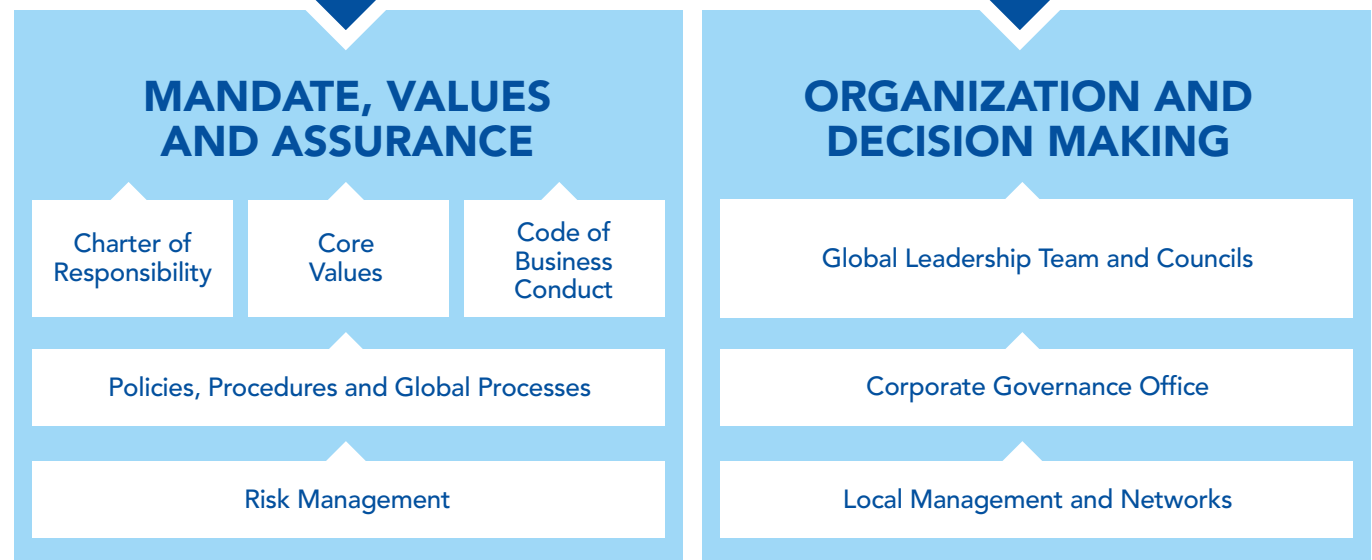 MANDATE, VALUES
AND ASSURANCE
Charter of
Responsibility
Core
Values
Code of
Business
Conduct
Policies, Procedures and Global Processes
Risk Management
ORGANIZATION AND
DECISION MAKING
Global Leadership Team and Councils
Corporate Governance Office
Local Management and Networks